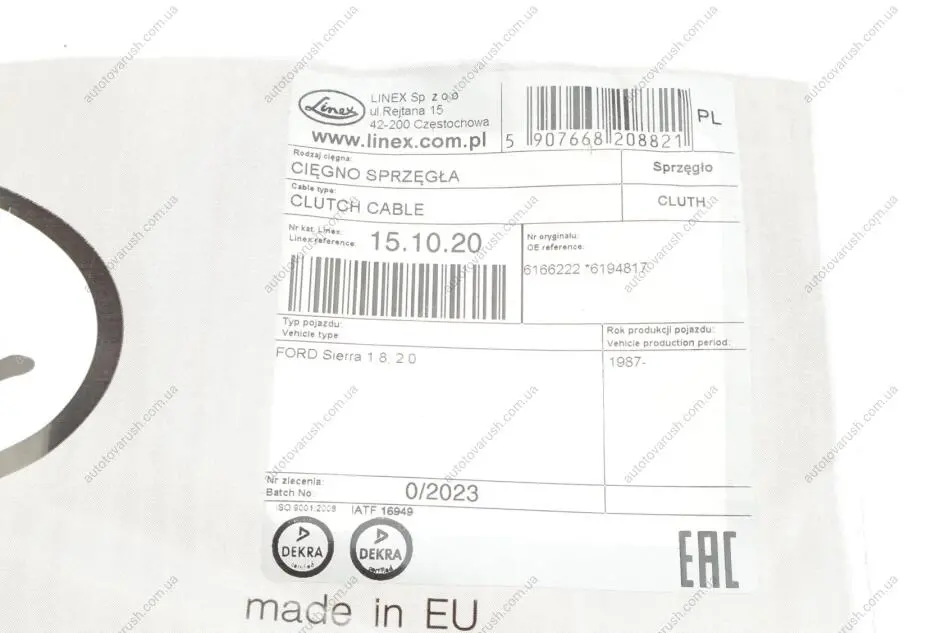 Linex
LINEX Sp z o o
ul.Rejtana 15
42-200 Częstochowa
www.linex.com.pl
5 907668 208821
PL
Rodzaj cięgna:
CIĘGNO SPRZĘGŁA
Sprzęgło
Cable type:
CLUTCH CABLE
CLUTH
Nr kat. Linex:
Linex reference:
15.10.20
Nr oryginału:
OE reference:
6166222 *6194817
Typ pojazdu:
Vehicle type
Rok produkcji pojazdu:
Vehicle production period:
FORD Sierra 1 8, 2 0
1987-
Nr zlecenia:
Batch No:
0/2023
ISO 9001:2008
IATF 16949
DEKRA
DEKRA
EAC
made in EU
autotovarush.com.ua